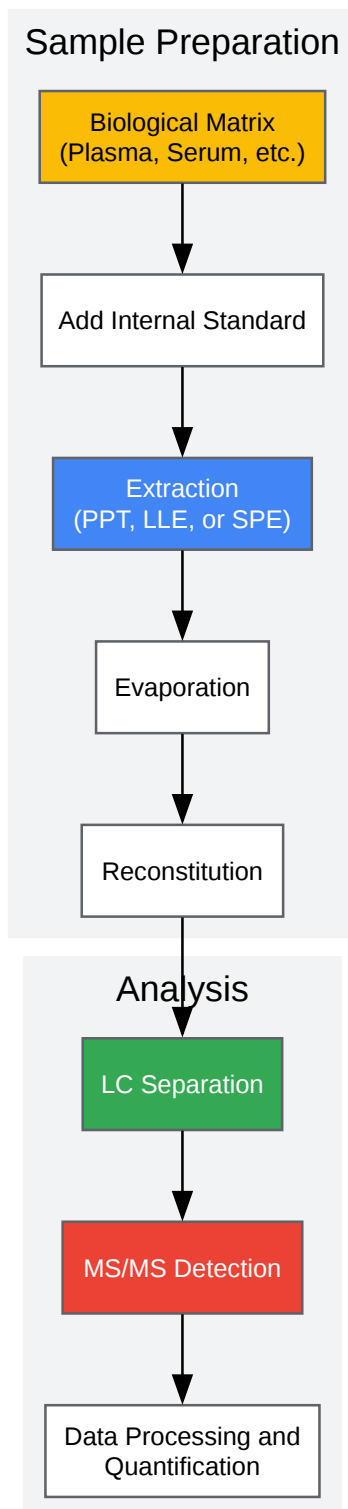 Sample Preparation
Biological Matrix
(Plasma, Serum, etc.)
Add Internal Standard
Extraction
(PPT, LLE, or SPE)
Evaporation
Reconstitution
Analysis
LC Separation
MS/MS Detection
Data Processing and
Quantification